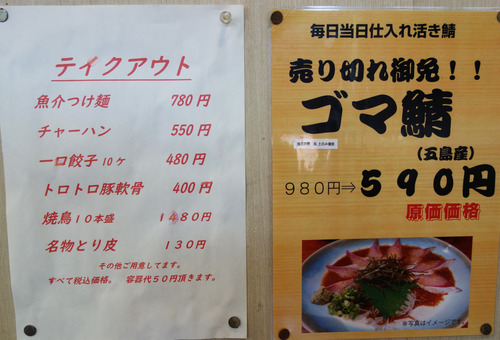 テイクアウト
魚介つけ麺 780円
チャーハン 550円
一口餃子10ケ 480円
トロトロ豚軟骨 400円
焼鳥10本盛 1480円
名物とり皮 130円
その他ご用意してます。
すべて税込価格。 容器代50円頂きます。
毎日当日仕入れ活き鯖
売り切れ御免!!
ゴマ鯖
(五島産)
980円⇒590円
原価価格
※写真はイメージです